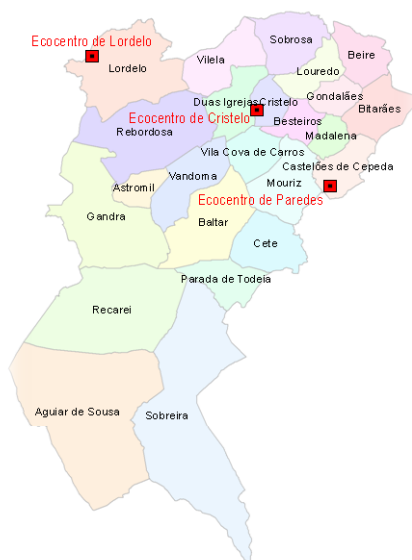 Ecocentro de Lordelo
Sobrosa
Vilela
Beire
Lordelo
Louredo
Gondalães
Duas Igrejas
Cristelo
Bitarães
Ecocentro de Cristelo
Besteiros
Rebordosa
Madalena
Vila Cova de Carros
Castelões de Cepeda
Vandoma
Mouriz
Astromil
Ecocentro de Paredes
Gandra
Baltar
Cete
Parada de Todeia
Recarei
Aguiar de Sousa
Sobreira